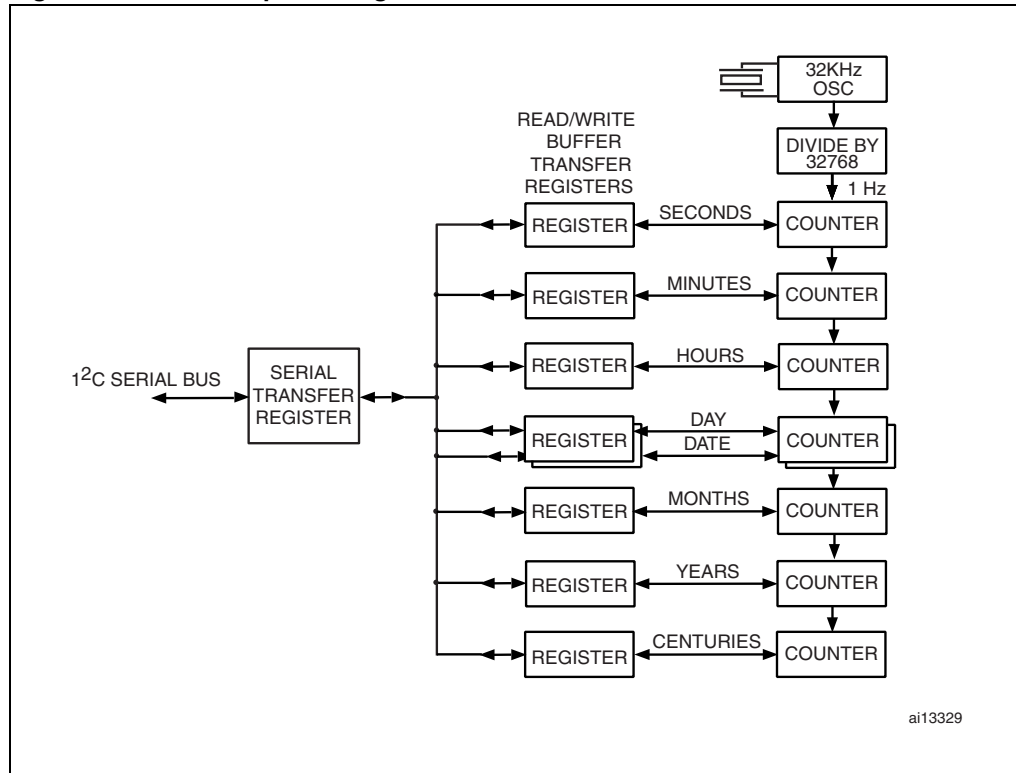 32KHz
OSC
READ/WRITE
BUFFER
TRANSFER
REGISTERS
DIVIDE BY
32768
1 Hz
REGISTER
SECONDS
COUNTER
REGISTER
MINUTES
COUNTER
REGISTER
HOURS
COUNTER
1²C SERIAL BUS
SERIAL
TRANSFER
REGISTER
REGISTER
DAY
DATE
COUNTER
REGISTER
MONTHS
COUNTER
REGISTER
YEARS
COUNTER
REGISTER
CENTURIES
COUNTER
ai13329